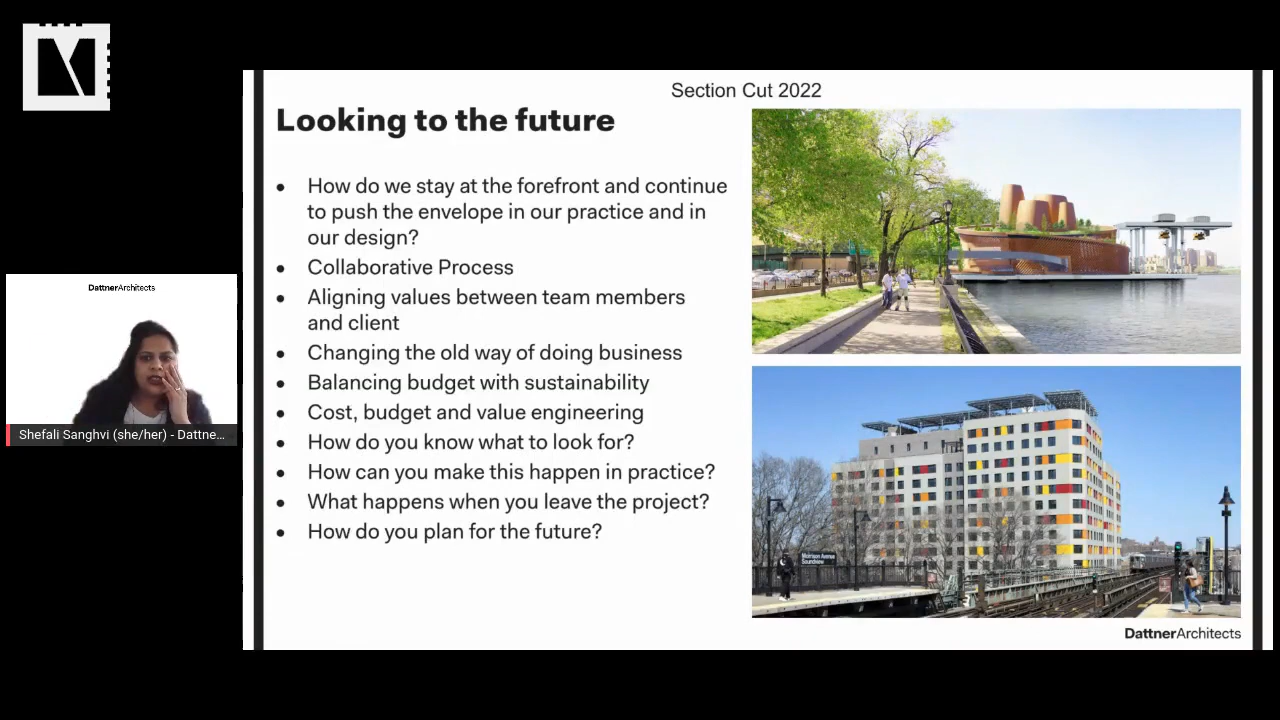 Section Cut 2022
Looking to the future
● How do we stay at the forefront and continue
to push the envelope in our practice and in
our design?
● Collaborative Process
● Aligning values between team members
and client
● Changing the old way of doing business
● Balancing budget with sustainability
● Cost, budget and value engineering
● How do you know what to look for?
● How can you make this happen in practice?
● What happens when you leave the project?
● How do you plan for the future?
DattnerArchitects
Shefali Sanghvi (she/her) - Dattne...
Morrison Avenue
Soundview
DattnerArchitects